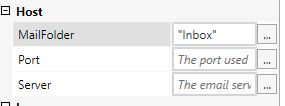 Host
MailFolder "Inbox" ...
Port The port used ...
Server The email serv ...